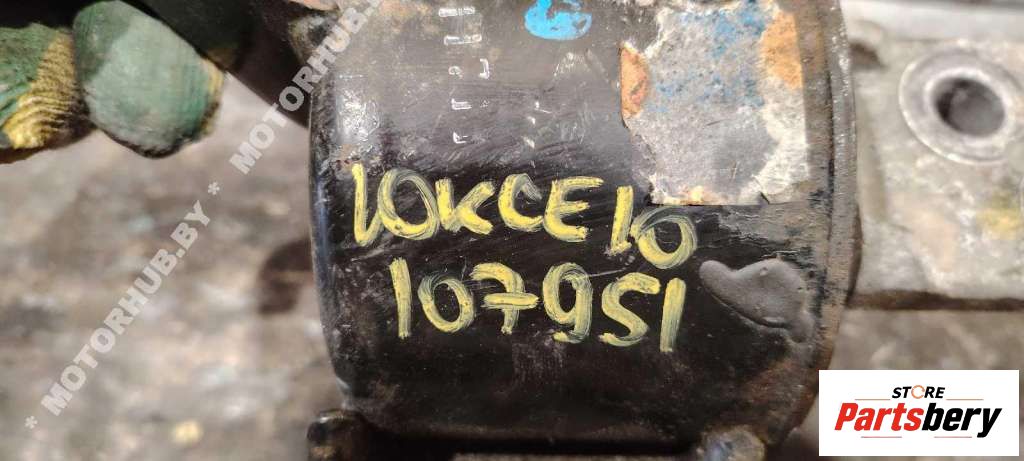 10KCE10
107951
* MOTORHUB.BY * MOTORHUB.BY *
STORE
Partsbery